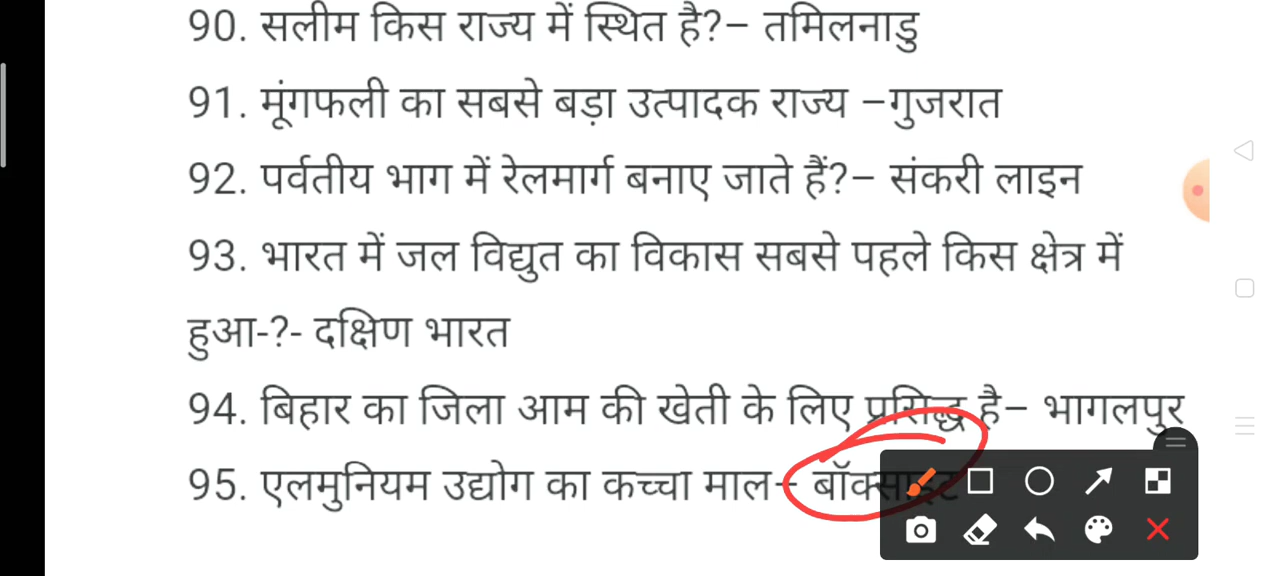 90. सलीम किस राज्य में स्थित है?– तमिलनाडु
91. मूंगफली का सबसे बड़ा उत्पादक राज्य –गुजरात
92. पर्वतीय भाग में रेलमार्ग बनाए जाते हैं?– संकरी लाइन
93. भारत में जल विद्युत का विकास सबसे पहले किस क्षेत्र में
हुआ-?- दक्षिण भारत
94. बिहार का जिला आम की खेती के लिए प्रसिद्ध है– भागलपुर
95. एलमुनियम उद्योग का कच्चा माल– बॉक्साइट